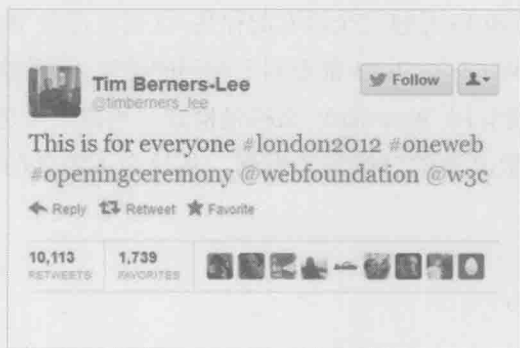 Tim Berners-Lee
Follow
@timberners_lee
This is for everyone #london2012 #oneweb
#openingceremony @webfoundation @w3c
Reply Retweet Favorite
10,113 1,739
RETWEETS FAVORITES